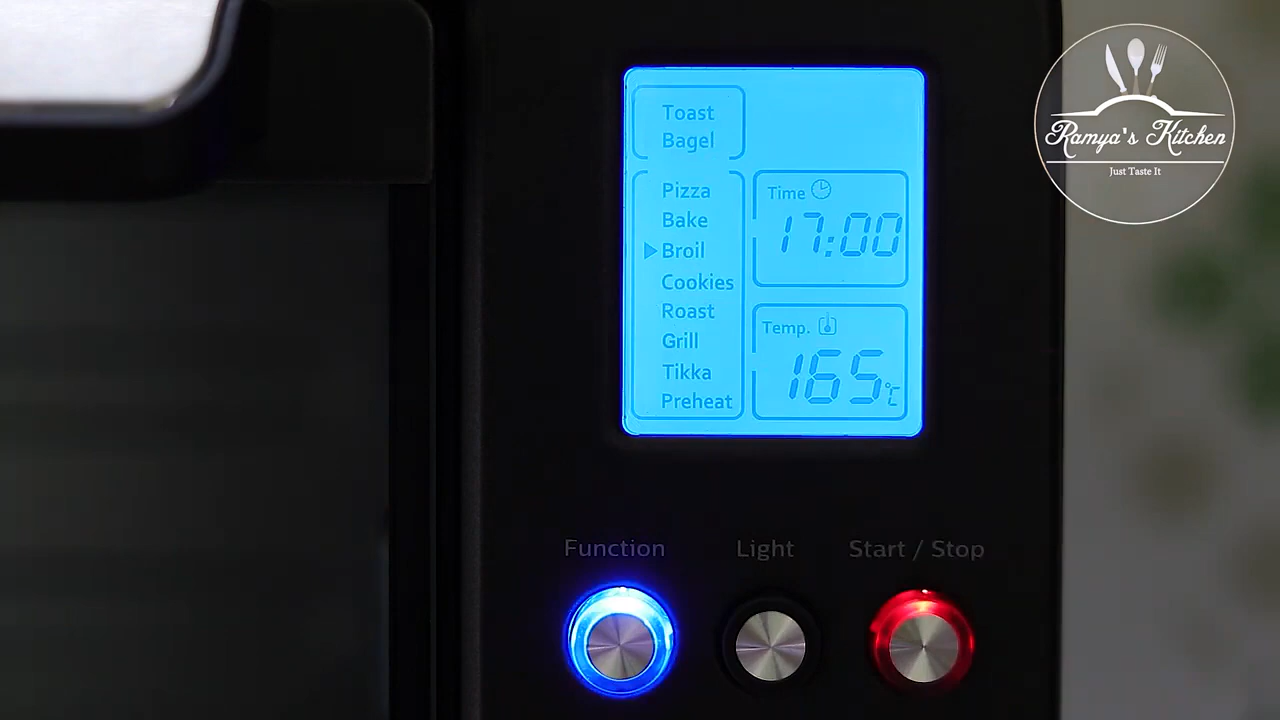 Toast
Bagel
Pizza
Bake
Broil
Cookies
Roast
Grill
Tikka
Preheat
Time
17:00
Temp.
165°C
Function
Light
Start / Stop
Ramya's Kitchen
Just Taste It